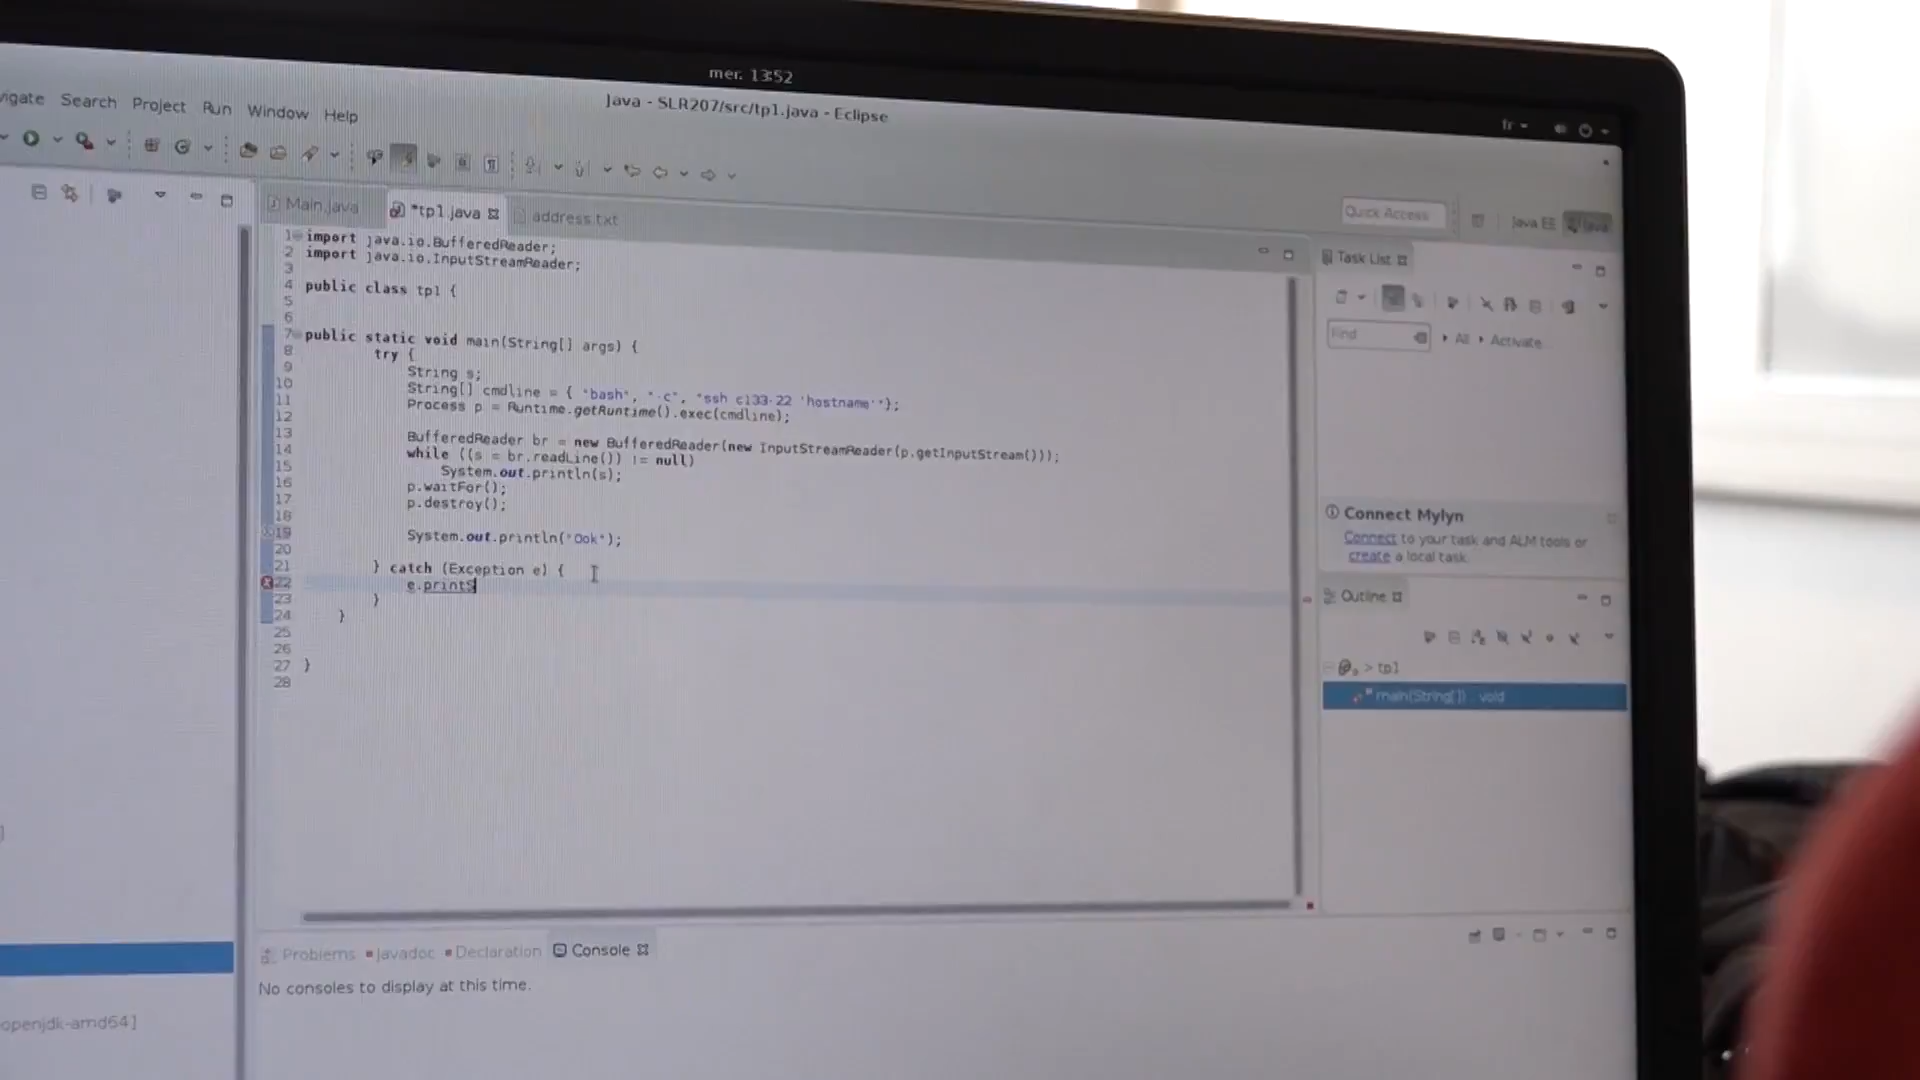 mer. 13:52
Java - SLR207/src/tp1.java - Eclipse
vigate Search Project Run Window Help
fr
Quick Access
Java EE
Java
Main.java
*tp1.java
address.txt
1 import java.io.BufferedReader;
2 import java.io.InputStreamReader;
3
4 public class tp1 {
5
6
7 public static void main(String[] args) {
8 try {
9 String s;
10 String[] cmdline = { "bash", "-c", "ssh c133-22 'hostname'"};
11 Process p = Runtime.getRuntime().exec(cmdline);
12
13 BufferedReader br = new BufferedReader(new InputStreamReader(p.getInputStream()));
14 while ((s = br.readLine()) != null)
15 System.out.println(s);
16 p.waitFor();
17 p.destroy();
18
19 System.out.println("Ook");
20
21 } catch (Exception e) {
22 e.printS
23 }
24 }
25
26
27 }
28
Task List
Find
All
Activate...
Connect Mylyn
Connect to your task and ALM tools or
create a local task.
Outline
> tp1
main(String[]) : void
Problems Javadoc Declaration Console
No consoles to display at this time.
openjdk-amd64]